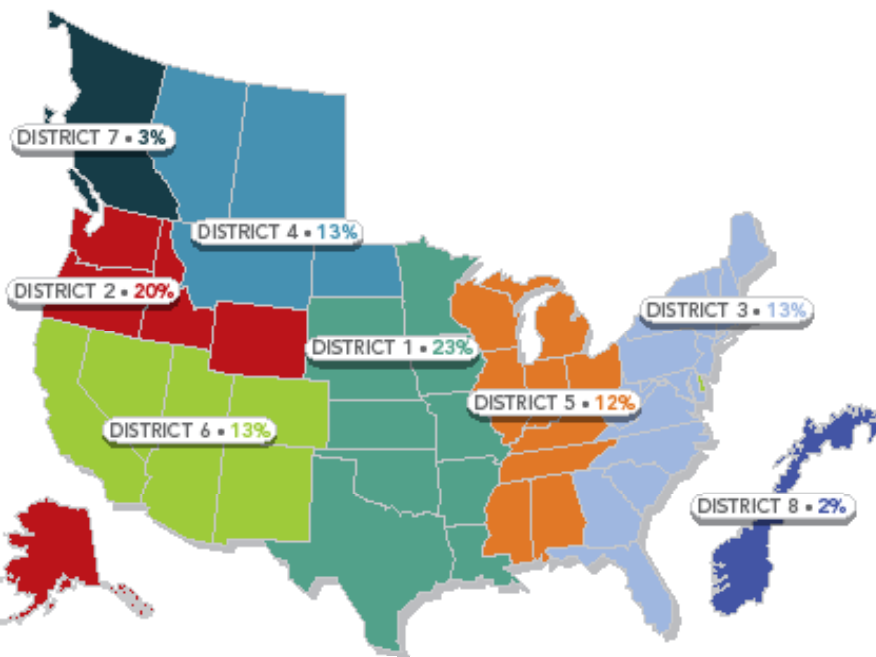 DISTRICT 7 • 3%
DISTRICT 4 • 13%
DISTRICT 2 • 20%
DISTRICT 3 • 13%
DISTRICT 1 • 23%
DISTRICT 5 • 12%
DISTRICT 6 • 13%
DISTRICT 8 • 2%